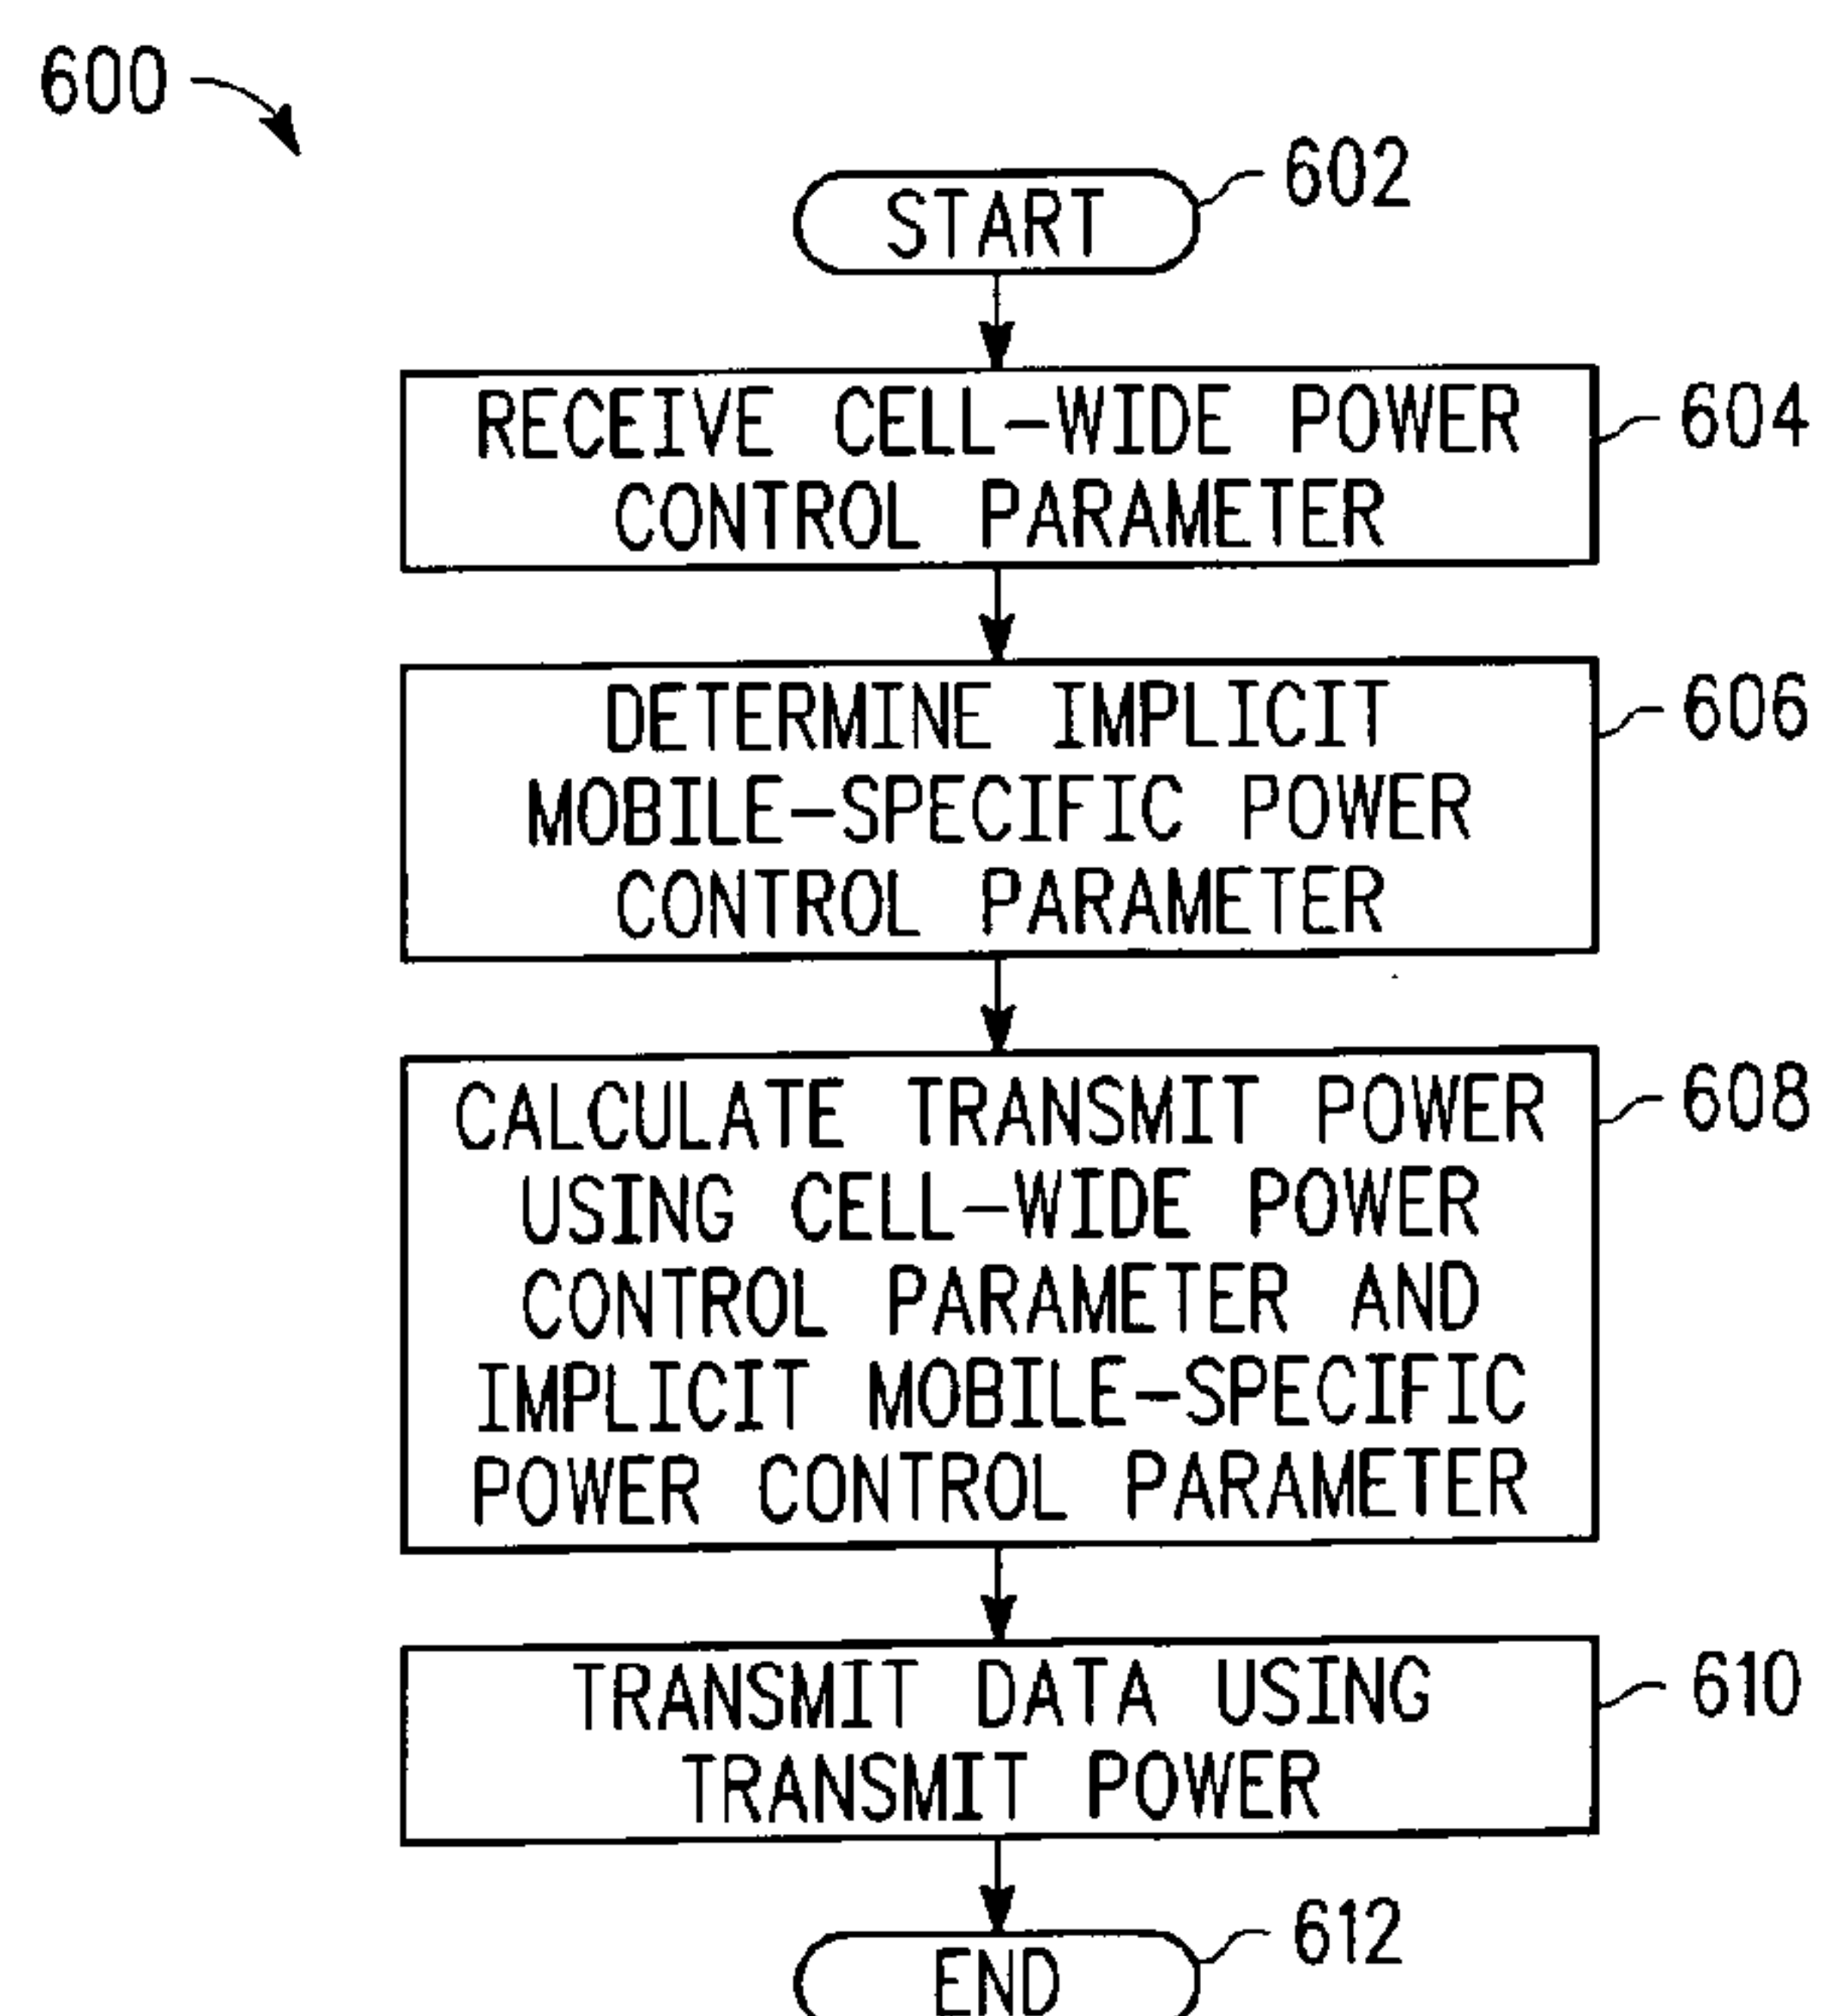 600
START
602
RECEIVE CELL-WIDE POWER
CONTROL PARAMETER
604
DETERMINE IMPLICIT
MOBILE-SPECIFIC POWER
CONTROL PARAMETER
606
CALCULATE TRANSMIT POWER
USING CELL-WIDE POWER
CONTROL PARAMETER AND
IMPLICIT MOBILE-SPECIFIC
POWER CONTROL PARAMETER
608
TRANSMIT DATA USING
TRANSMIT POWER
610
END
612